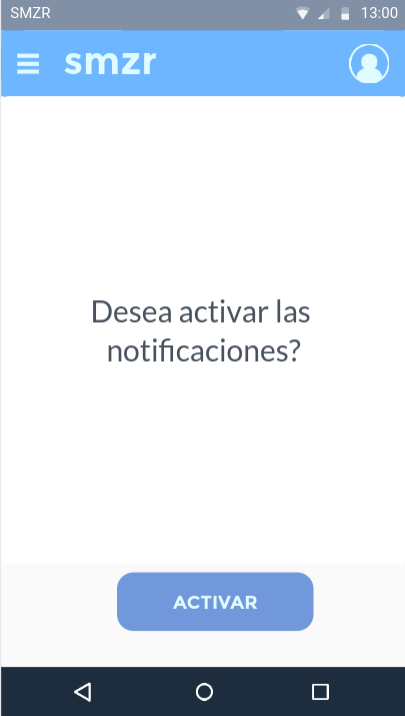 SMZR 13:00
smzr
Desea activar las
notificaciones?
ACTIVAR